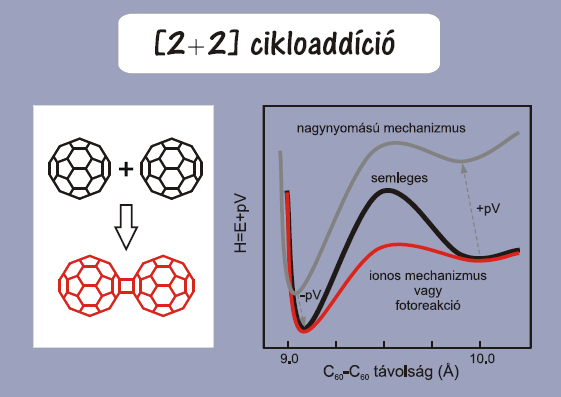 [2+2] cikloaddíció
+
nagynyomású mechanizmus
semleges
+pV
H=E+pV
-pV
ionos mechanizmus
vagy
fotoreakció
9.0
10.0
C₆₀-C₆₀ távolság (Å)